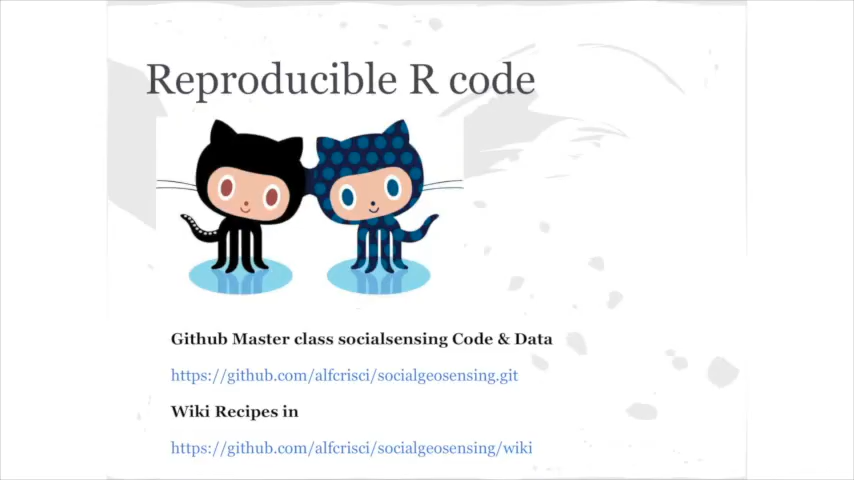 Reproducible R code
Github Master class socialsensing Code & Data
https://github.com/alfcrisci/socialgeosensing.git
Wiki Recipes in
https://github.com/alfcrisci/socialgeosensing/wiki